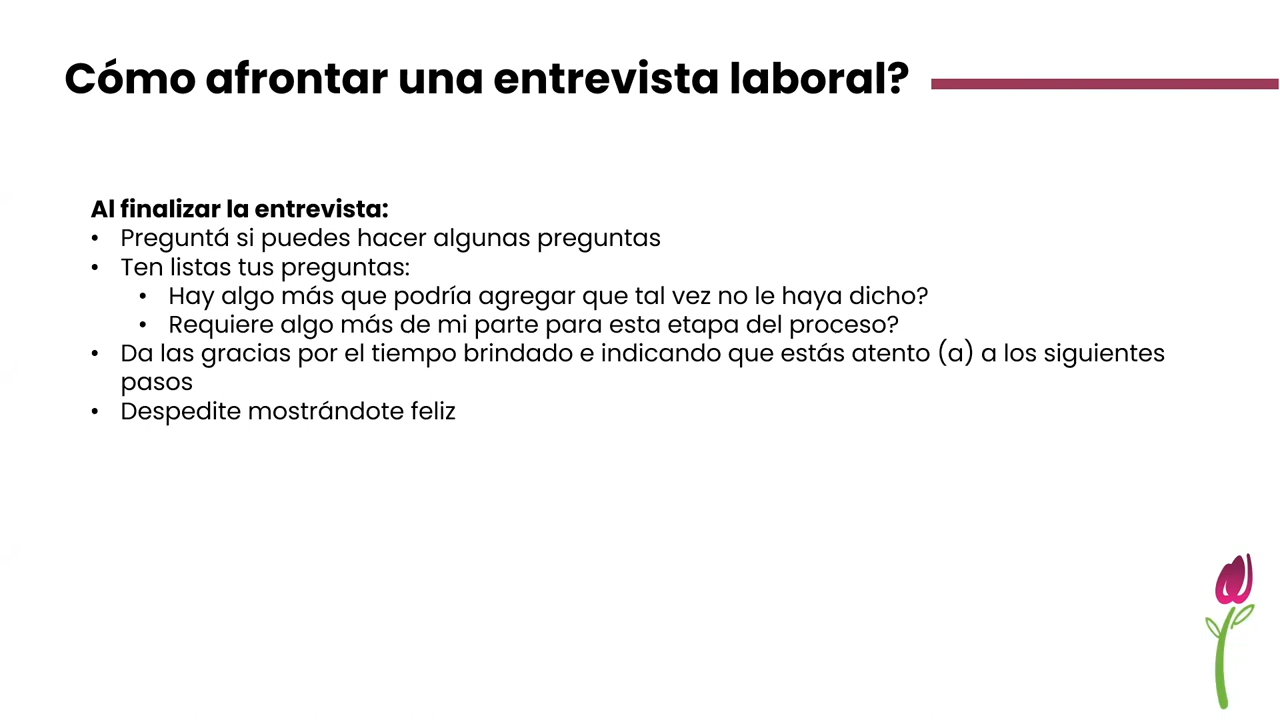 Cómo afrontar una entrevista laboral?
Al finalizar la entrevista:
• Preguntá si puedes hacer algunas preguntas
• Ten listas tus preguntas:
• Hay algo más que podría agregar que tal vez no le haya dicho?
• Requiere algo más de mi parte para esta etapa del proceso?
• Da las gracias por el tiempo brindado e indicando que estás atento (a) a los siguientes
pasos
• Despedite mostrándote feliz